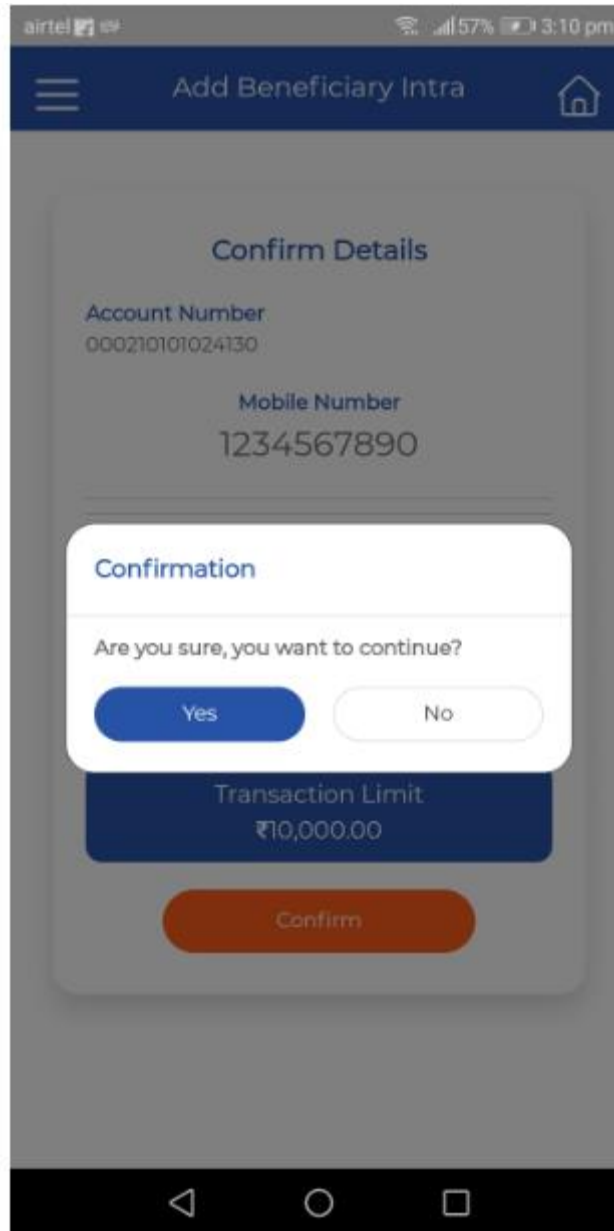 airtel 57% 3:10 pm
Add Beneficiary Intra
Confirm Details
Account Number
000210101024130
Mobile Number
1234567890
Confirmation
Are you sure, you want to continue?
Yes No
Transaction Limit
₹10,000.00
Confirm